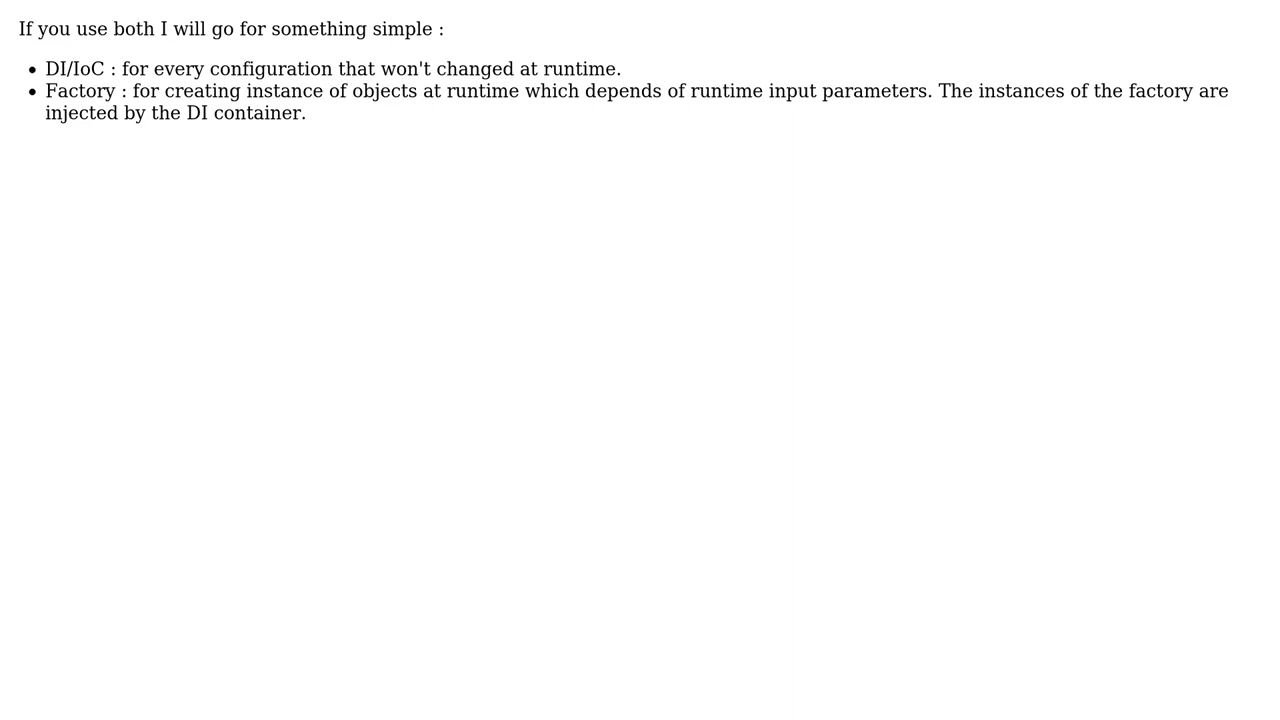 If you use both I will go for something simple :
• DI/IoC : for every configuration that won't changed at runtime.
• Factory : for creating instance of objects at runtime which depends of runtime input parameters. The instances of the factory are
injected by the DI container.